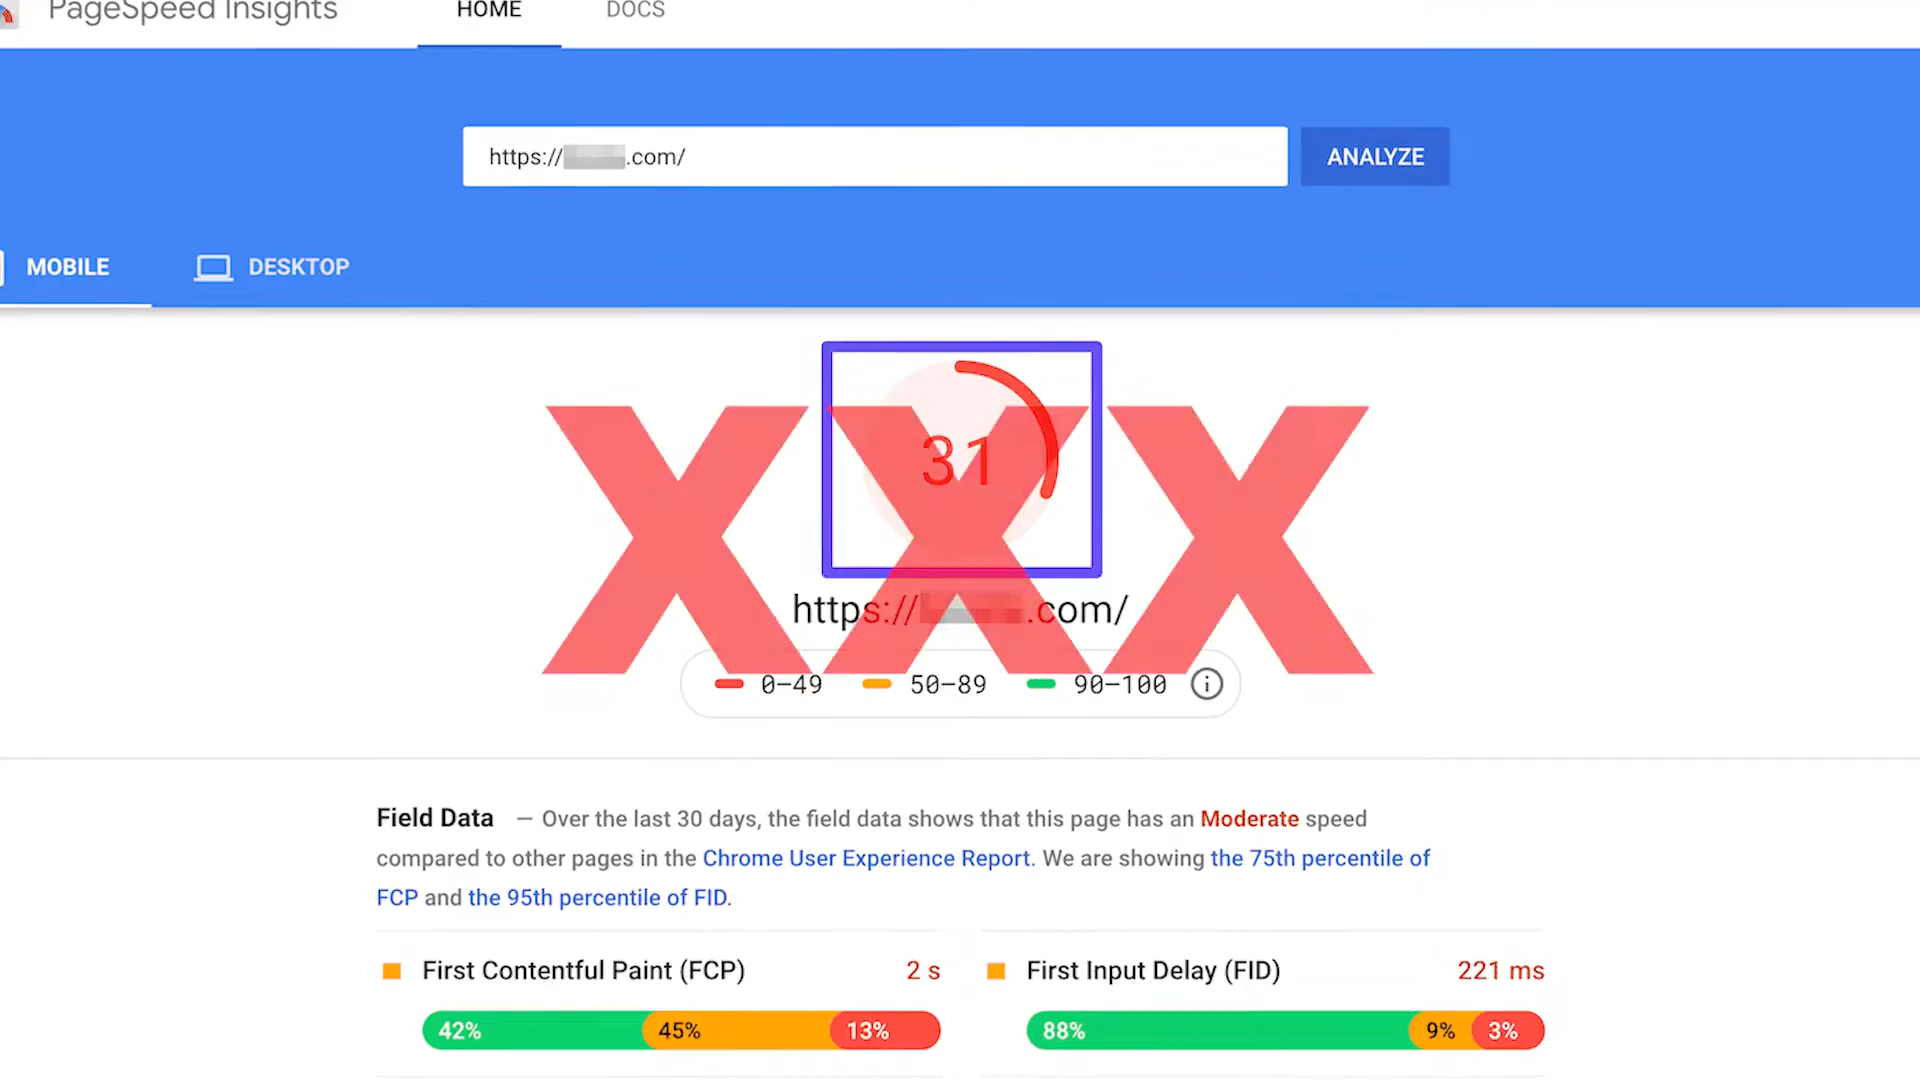 PageSpeed Insights
HOME
DOCS
https:// .com/
ANALYZE
MOBILE
DESKTOP
XXX
31
https:// .com/
0–49
50–89
90–100
Field Data — Over the last 30 days, the field data shows that this page has an Moderate speed
compared to other pages in the Chrome User Experience Report. We are showing the 75th percentile of
FCP and the 95th percentile of FID.
First Contentful Paint (FCP)
2 s
First Input Delay (FID)
221 ms
42%
45%
13%
88%
9%
3%